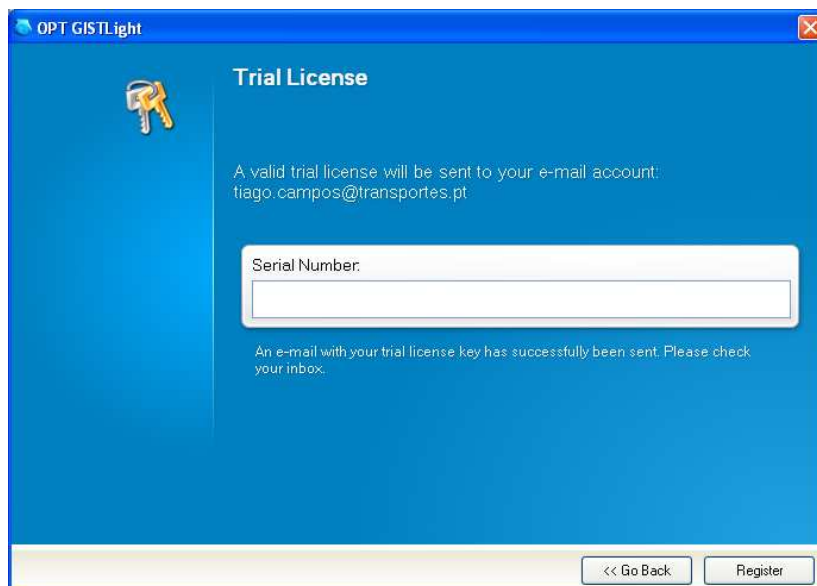 OPT GISTLight
Trial License
A valid trial license will be sent to your e-mail account:
tiago.campos@transportes.pt
Serial Number:
An e-mail with your trial license key has successfully been sent. Please check
your inbox.
<< Go Back
Register